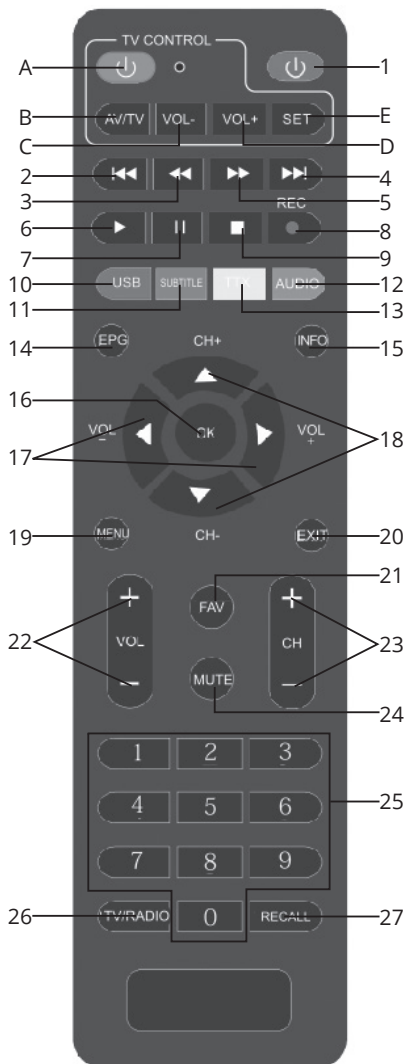 TV CONTROL
A
1
B
AV/TV
VOL-
VOL+
SET
E
C
D
2
4
3
5
REC
6
8
7
9
10
USB
SUBTITLE
TTX
AUDIO
12
11
13
14
EPG
CH+
INFO
15
16
VOL
-
OK
VOL
+
17
18
19
MENU
CH-
EXIT
20
21
+
FAV
+
22
VOL
CH
23
-
MUTE
-
24
1
2
3
25
4
5
6
7
8
9
26
TV/RADIO
0
RECALL
27